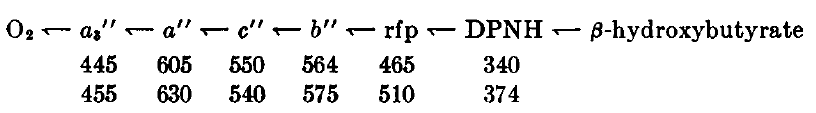 O₂ ← a₃′′ ← a′′ ← c′′ ← b′′ ← rfp ← DPNH ← β-hydroxybutyrate
445 605 550 564 465 340
455 630 540 575 510 374